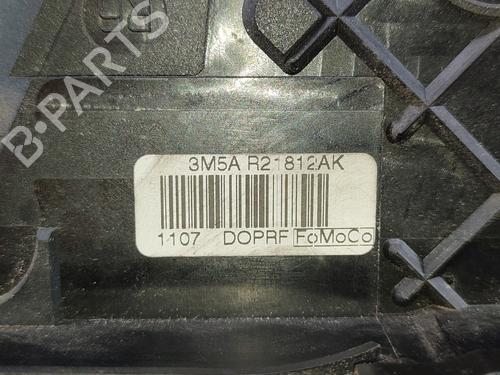 B-PARTS
3M5A R21812AK
1107 DOPRF FoMoCo